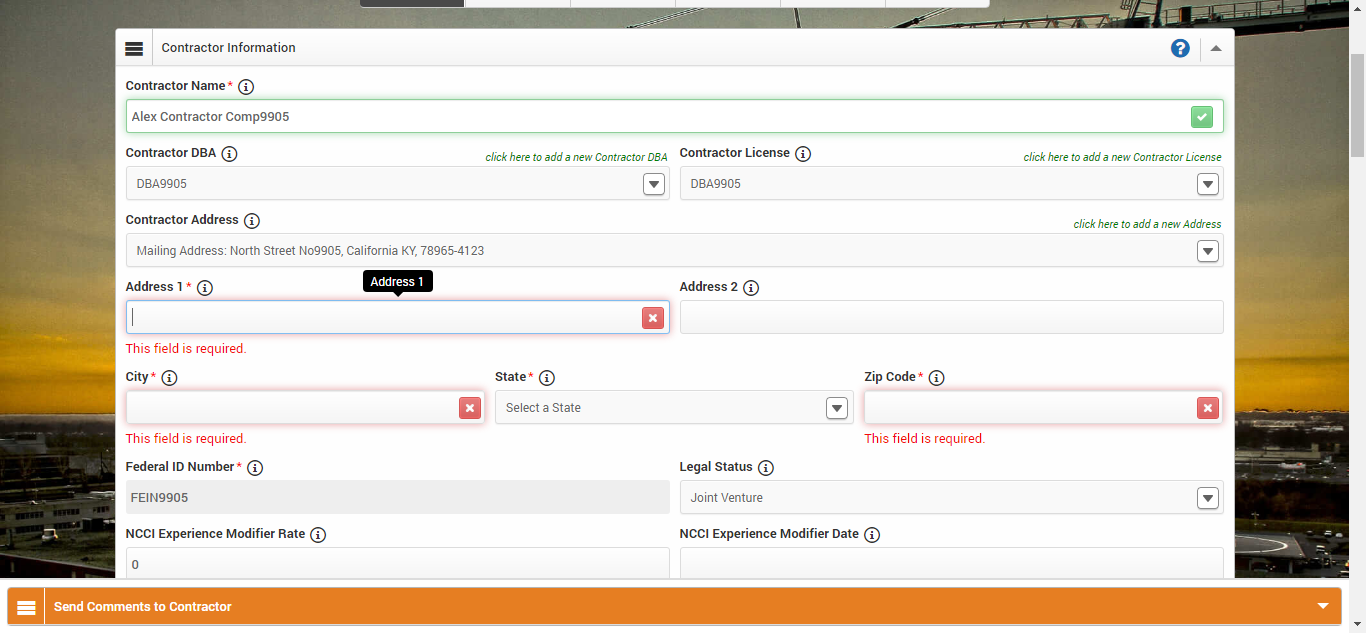 Contractor Information
Contractor Name *
Alex Contractor Comp9905
Contractor DBA
click here to add a new Contractor DBA
Contractor License
click here to add a new Contractor License
DBA9905
DBA9905
Contractor Address
click here to add a new Address
Mailing Address: North Street No9905, California KY, 78965-4123
Address 1 *
Address 1
Address 2
This field is required.
City *
State *
Zip Code *
Select a State
This field is required.
This field is required.
Federal ID Number *
Legal Status
FEIN9905
Joint Venture
NCCI Experience Modifier Rate
NCCI Experience Modifier Date
0
Send Comments to Contractor